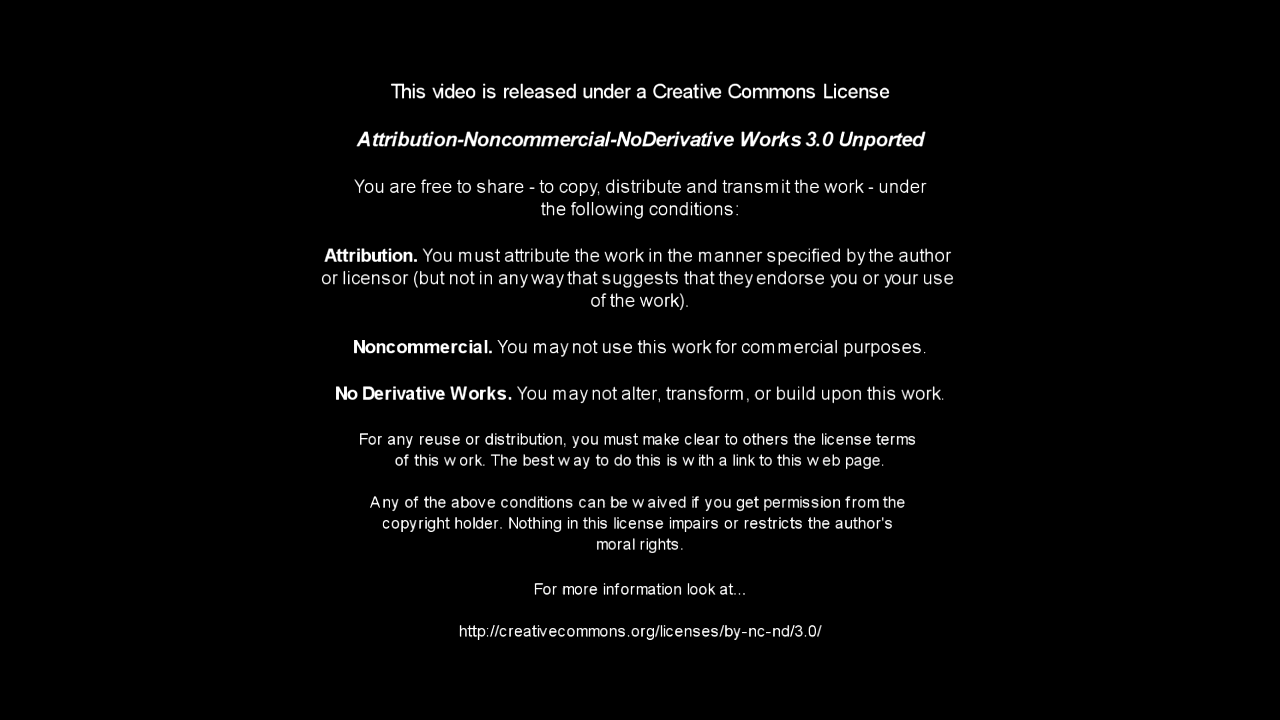 This video is released under a Creative Commons License
Attribution-Noncommercial-NoDerivative Works 3.0 Unported
You are free to share - to copy, distribute and transmit the work - under
the following conditions:
Attribution. You must attribute the work in the manner specified by the author
or licensor (but not in any way that suggests that they endorse you or your use
of the work).
Noncommercial. You may not use this work for commercial purposes.
No Derivative Works. You may not alter, transform, or build upon this work.
For any reuse or distribution, you must make clear to others the license terms
of this work. The best way to do this is with a link to this web page.
Any of the above conditions can be waived if you get permission from the
copyright holder. Nothing in this license impairs or restricts the author's
moral rights.
For more information look at...
http://creativecommons.org/licenses/by-nc-nd/3.0/